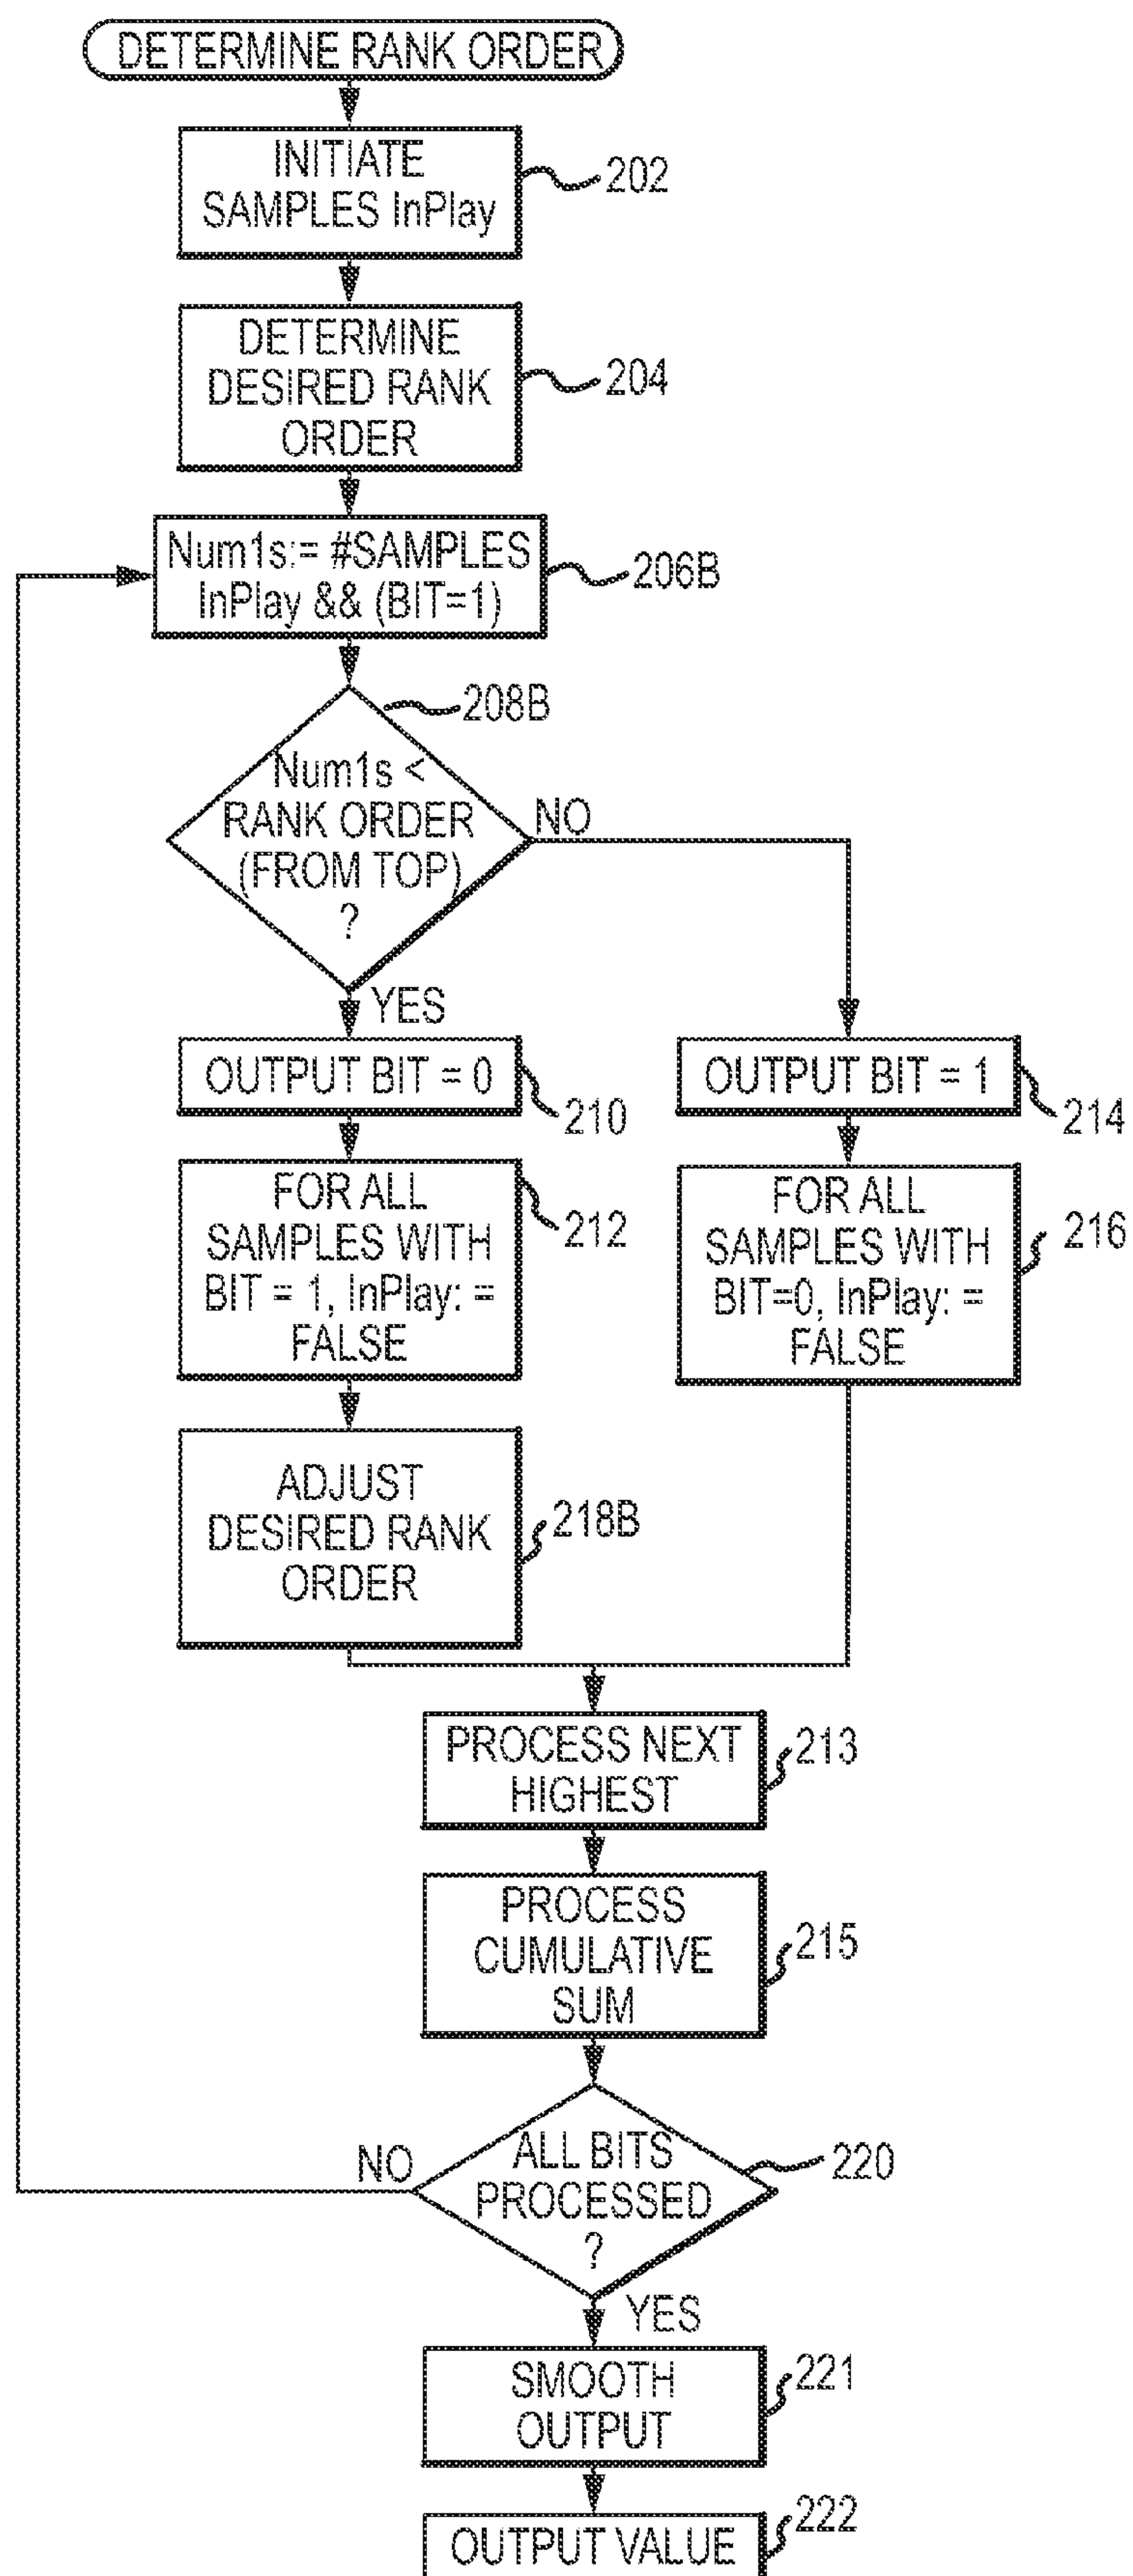 DETERMINE RANK ORDER
INITIATE
SAMPLES InPlay
202
DETERMINE
DESIRED RANK
ORDER
204
Num1s:= #SAMPLES
InPlay && (BIT=1)
206B
208B
Num1s <
RANK ORDER
(FROM TOP)
?
NO
YES
OUTPUT BIT = 0
210
OUTPUT BIT = 1
214
FOR ALL
SAMPLES WITH
BIT = 1, InPlay: =
FALSE
212
FOR ALL
SAMPLES WITH
BIT=0, InPlay: =
FALSE
216
ADJUST
DESIRED RANK
ORDER
218B
PROCESS NEXT
HIGHEST
213
PROCESS
CUMULATIVE
SUM
215
NO
ALL BITS
PROCESSED
?
220
YES
SMOOTH
OUTPUT
221
OUTPUT VALUE
222